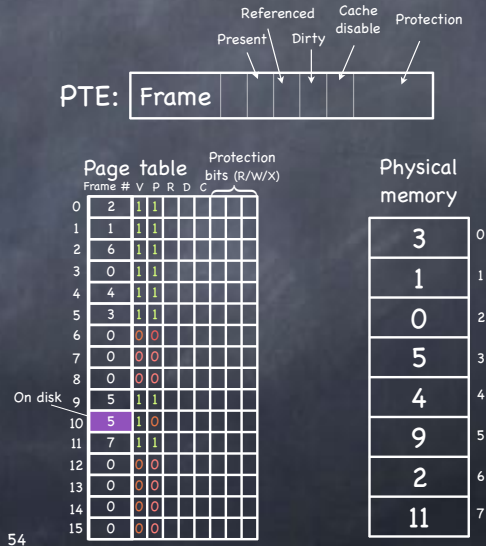 Referenced
Cache disable
Protection
Present
Dirty
PTE: Frame
Page table
Protection bits (R/W/X)
Frame # V P R D C
0 2 1 1
1 1 1 1
2 6 1 1
3 0 1 1
4 4 1 1
5 3 1 1
6 0 0 0
7 0 0 0
8 0 0 0
On disk
9 5 1 1
10 5 1 0
11 7 1 1
12 0 0 0
13 0 0 0
14 0 0 0
15 0 0 0
Physical
memory
3 0
1 1
0 2
5 3
4 4
9 5
2 6
11 7
54